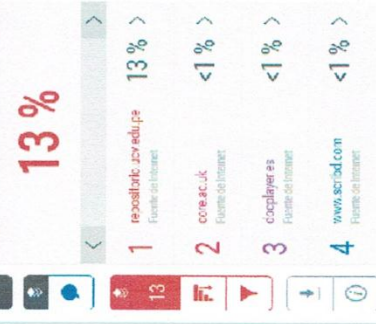 13 %
1 repositorio.ucv.edu.pe 13 % >
Fuente de Internet
2 core.ac.uk <1 % >
Fuente de Internet
3 docplayer.es <1 % >
Fuente de Internet
4 www.scribd.com <1 % >
Fuente de Internet
13